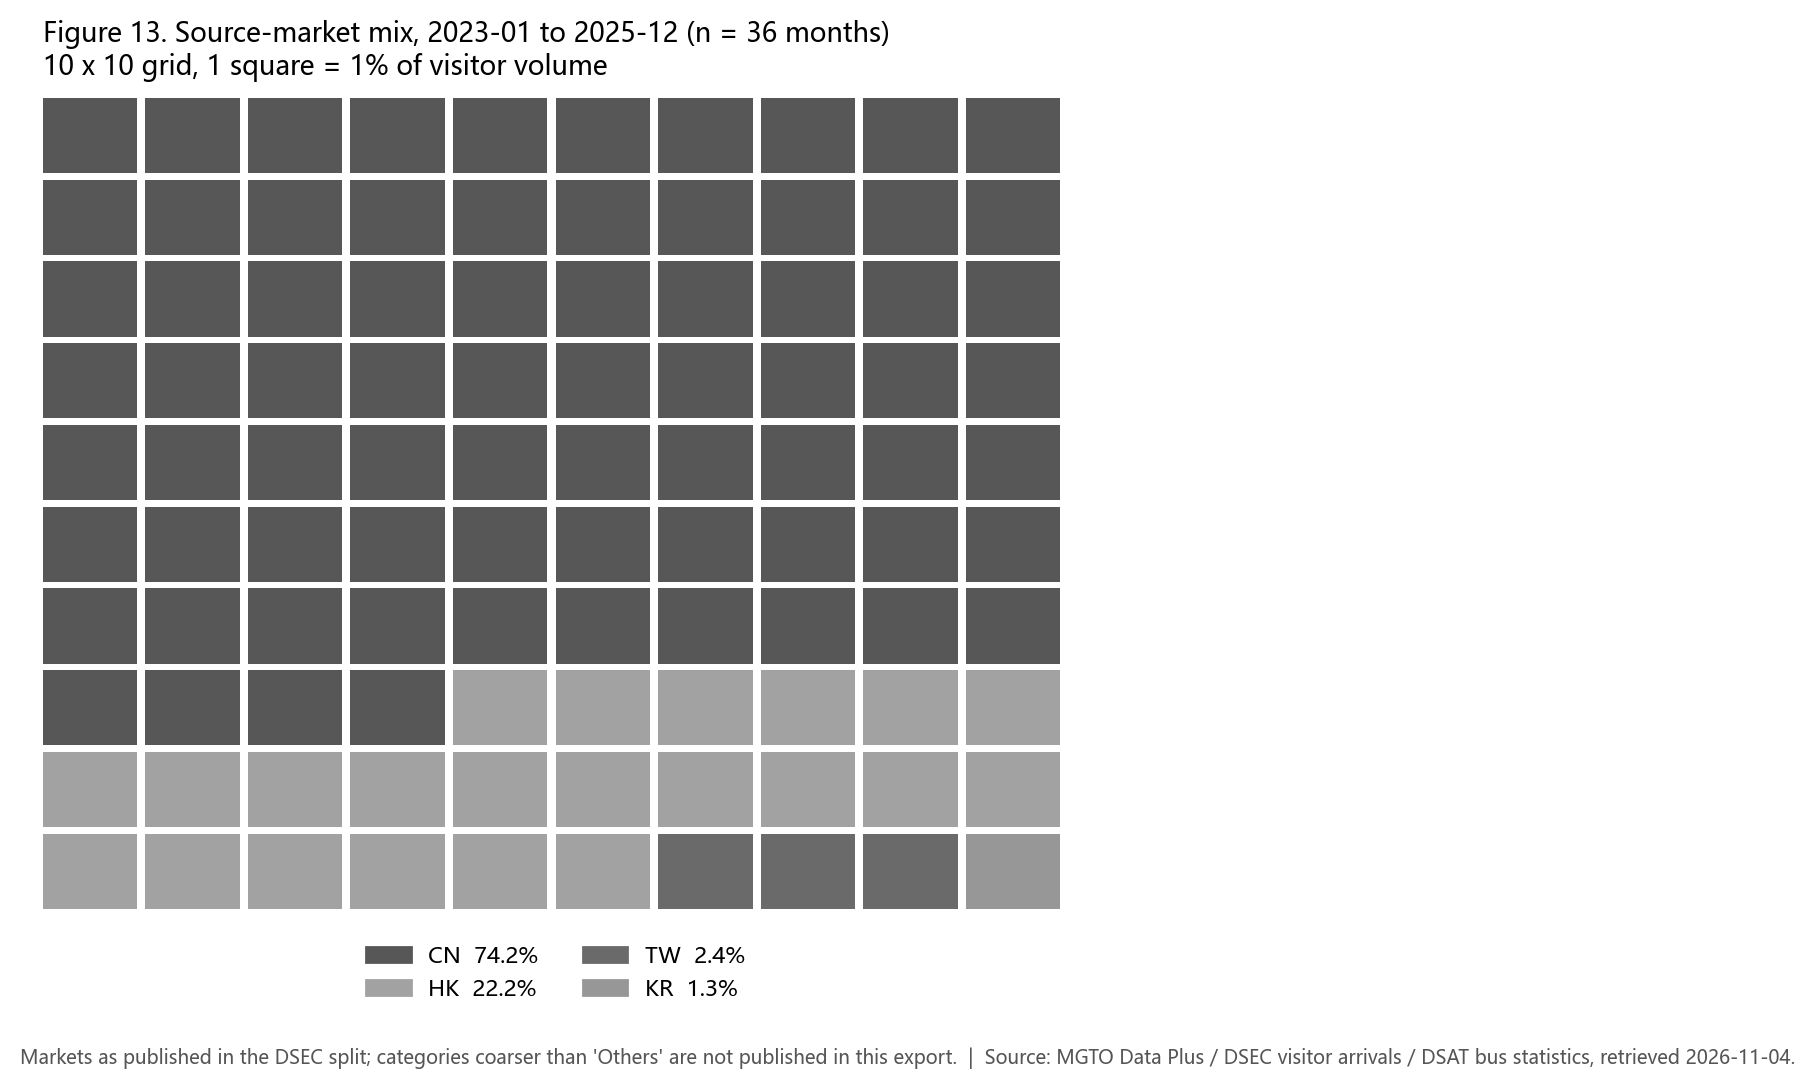 Figure 13. Source-market mix, 2023-01 to 2025-12 (n = 36 months)
10 x 10 grid, 1 square = 1% of visitor volume
CN 74.2%
HK 22.2%
TW 2.4%
KR 1.3%
Markets as published in the DSEC split; categories coarser than 'Others' are not published in this export. | Source: MGTO Data Plus / DSEC visitor arrivals / DSAT bus statistics, retrieved 2026-11-04.